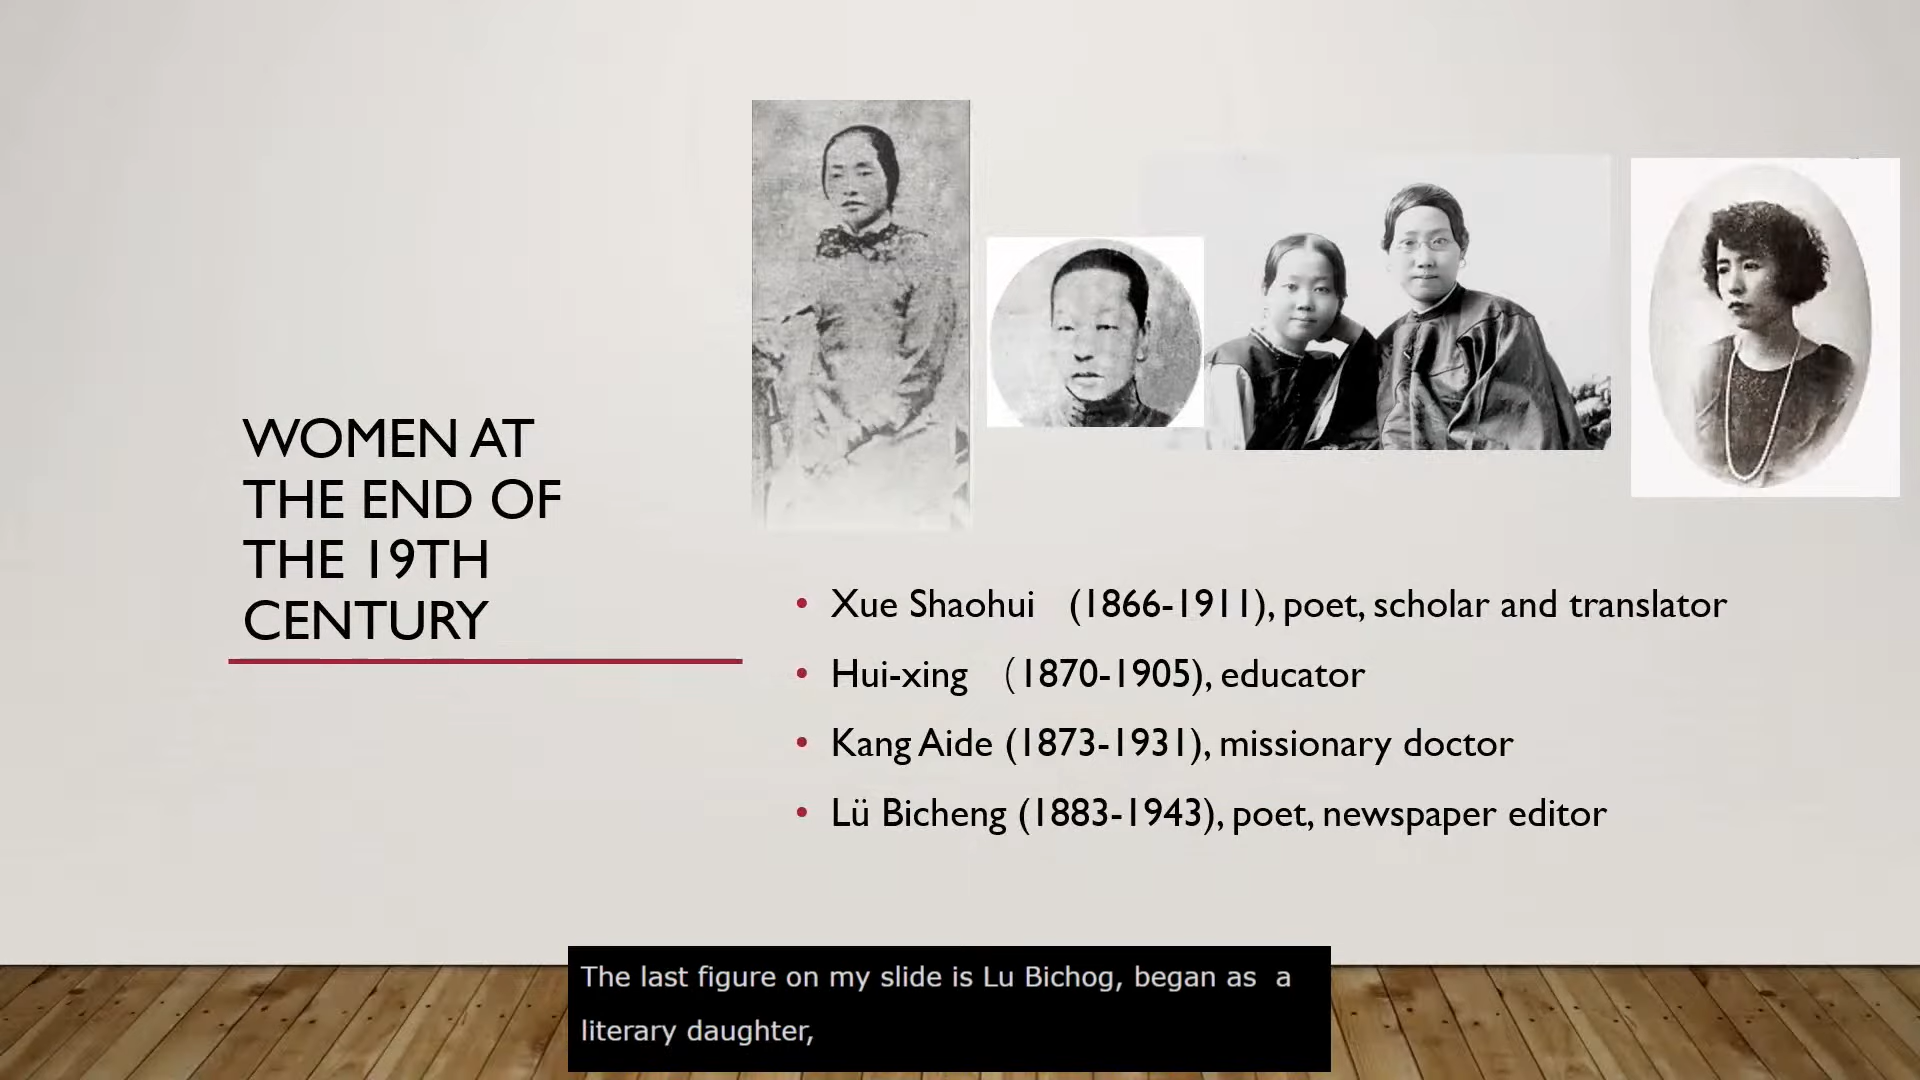 WOMEN AT
THE END OF
THE 19TH
CENTURY
• Xue Shaohui (1866-1911), poet, scholar and translator
• Hui-xing （1870-1905), educator
• Kang Aide (1873-1931), missionary doctor
• Lü Bicheng (1883-1943), poet, newspaper editor
The last figure on my slide is Lu Bichog, began as a
literary daughter,